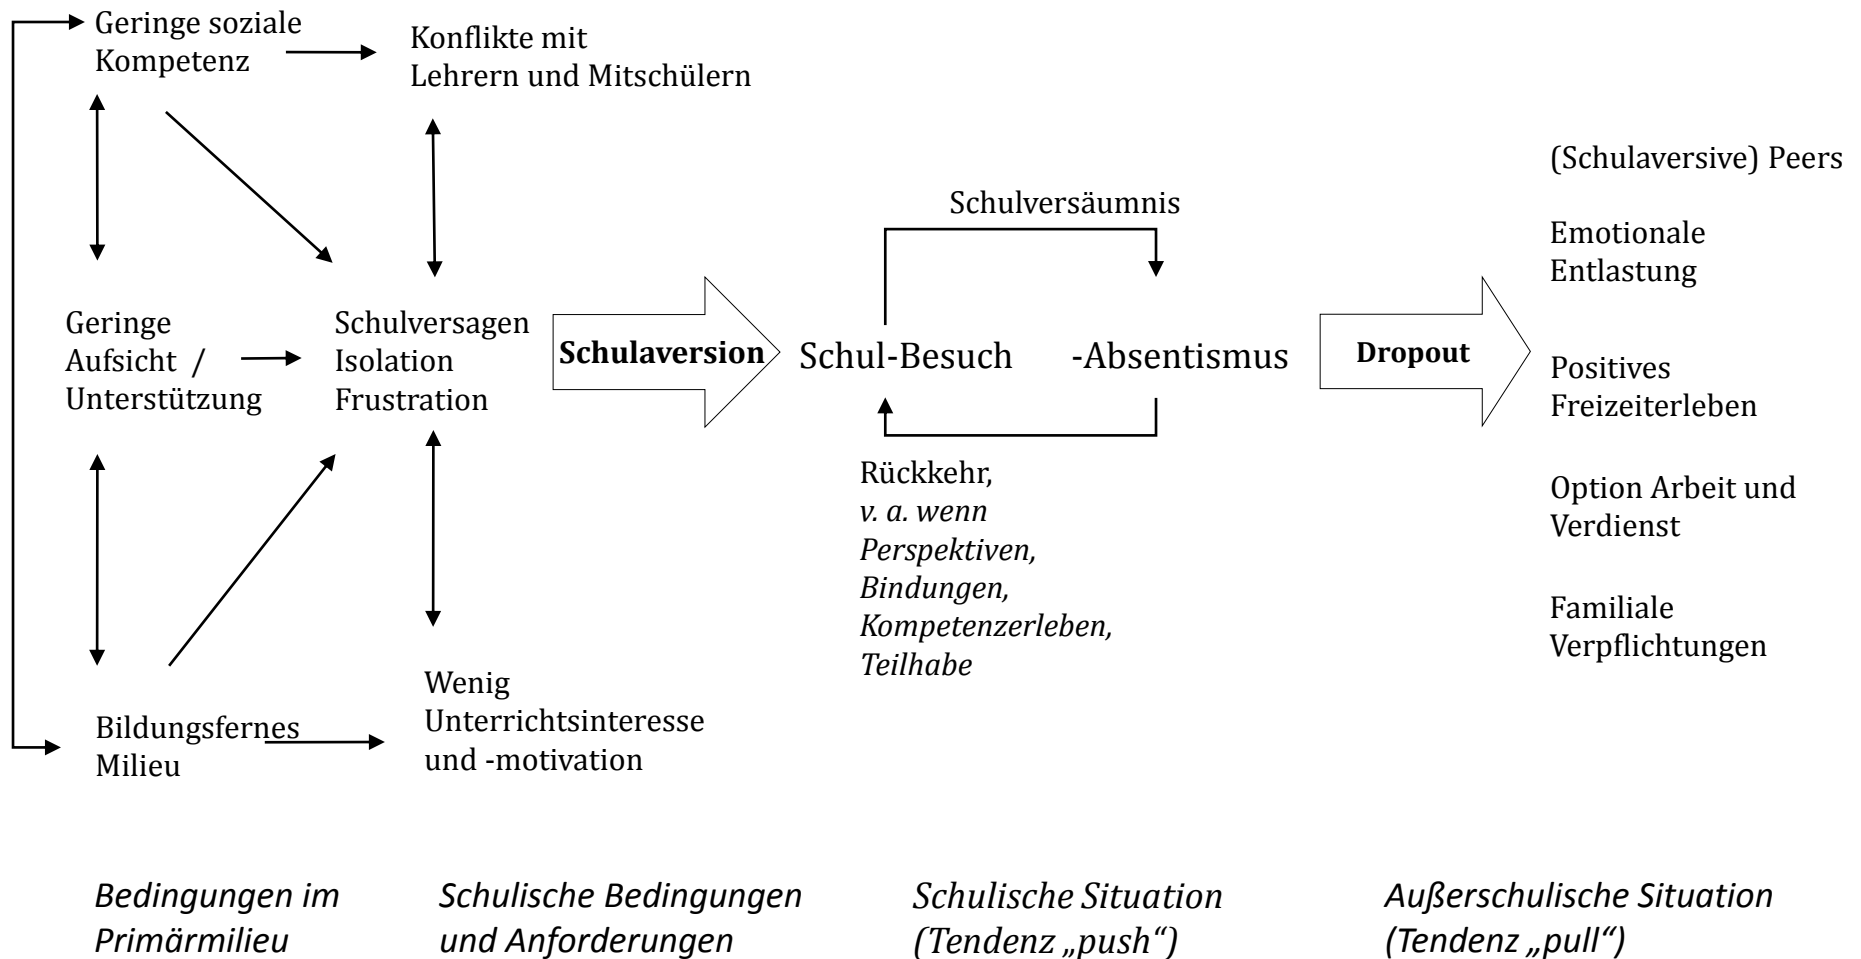 Geringe soziale
Kompetenz
Konflikte mit
Lehrern und Mitschülern
Geringe
Aufsicht /
Unterstützung
Schulversagen
Isolation
Frustration
Bildungsfernes
Milieu
Wenig
Unterrichtsinteresse
und -motivation
Schulaversion
Schulversäumnis
Schul-Besuch
-Absentismus
Rückkehr,
v. a. wenn
Perspektiven,
Bindungen,
Kompetenzerleben,
Teilhabe
Dropout
(Schulaversive) Peers
Emotionale
Entlastung
Positives
Freizeiterleben
Option Arbeit und
Verdienst
Familiale
Verpflichtungen
Bedingungen im
Primärmilieu
Schulische Bedingungen
und Anforderungen
Schulische Situation
(Tendenz „push“)
Außerschulische Situation
(Tendenz „pull“)